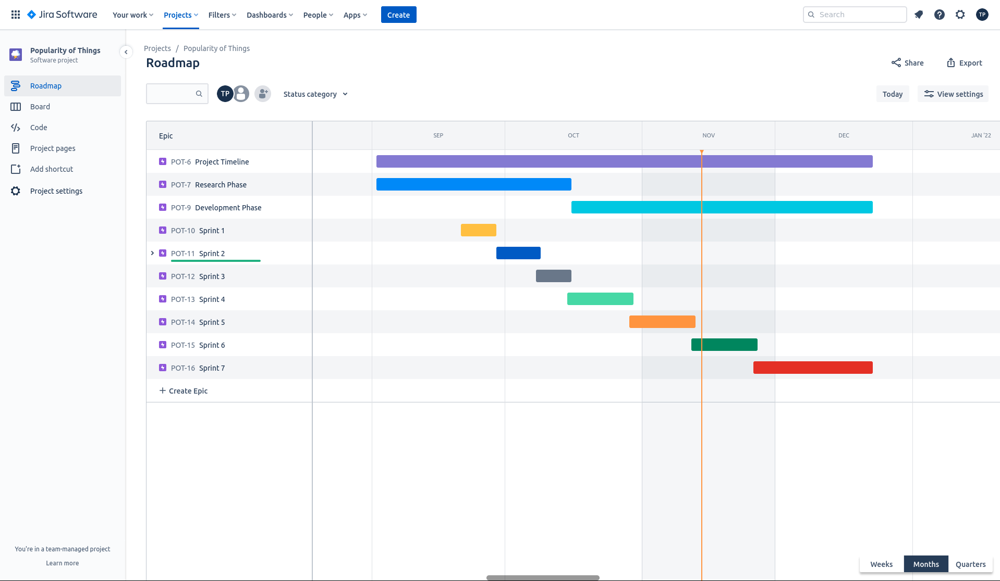 Jira Software Your work Projects Filters Dashboards People Apps Create Search TP
Popularity of Things
Software project
Roadmap
Board
Code
Project pages
Add shortcut
Project settings
You're in a team-managed project
Learn more
Projects / Popularity of Things
Roadmap
Share Export
TP Status category Today View settings
Epic SEP OCT NOV DEC JAN '22
POT-6 Project Timeline
POT-7 Research Phase
POT-9 Development Phase
POT-10 Sprint 1
POT-11 Sprint 2
POT-12 Sprint 3
POT-13 Sprint 4
POT-14 Sprint 5
POT-15 Sprint 6
POT-16 Sprint 7
+ Create Epic
Weeks Months Quarters